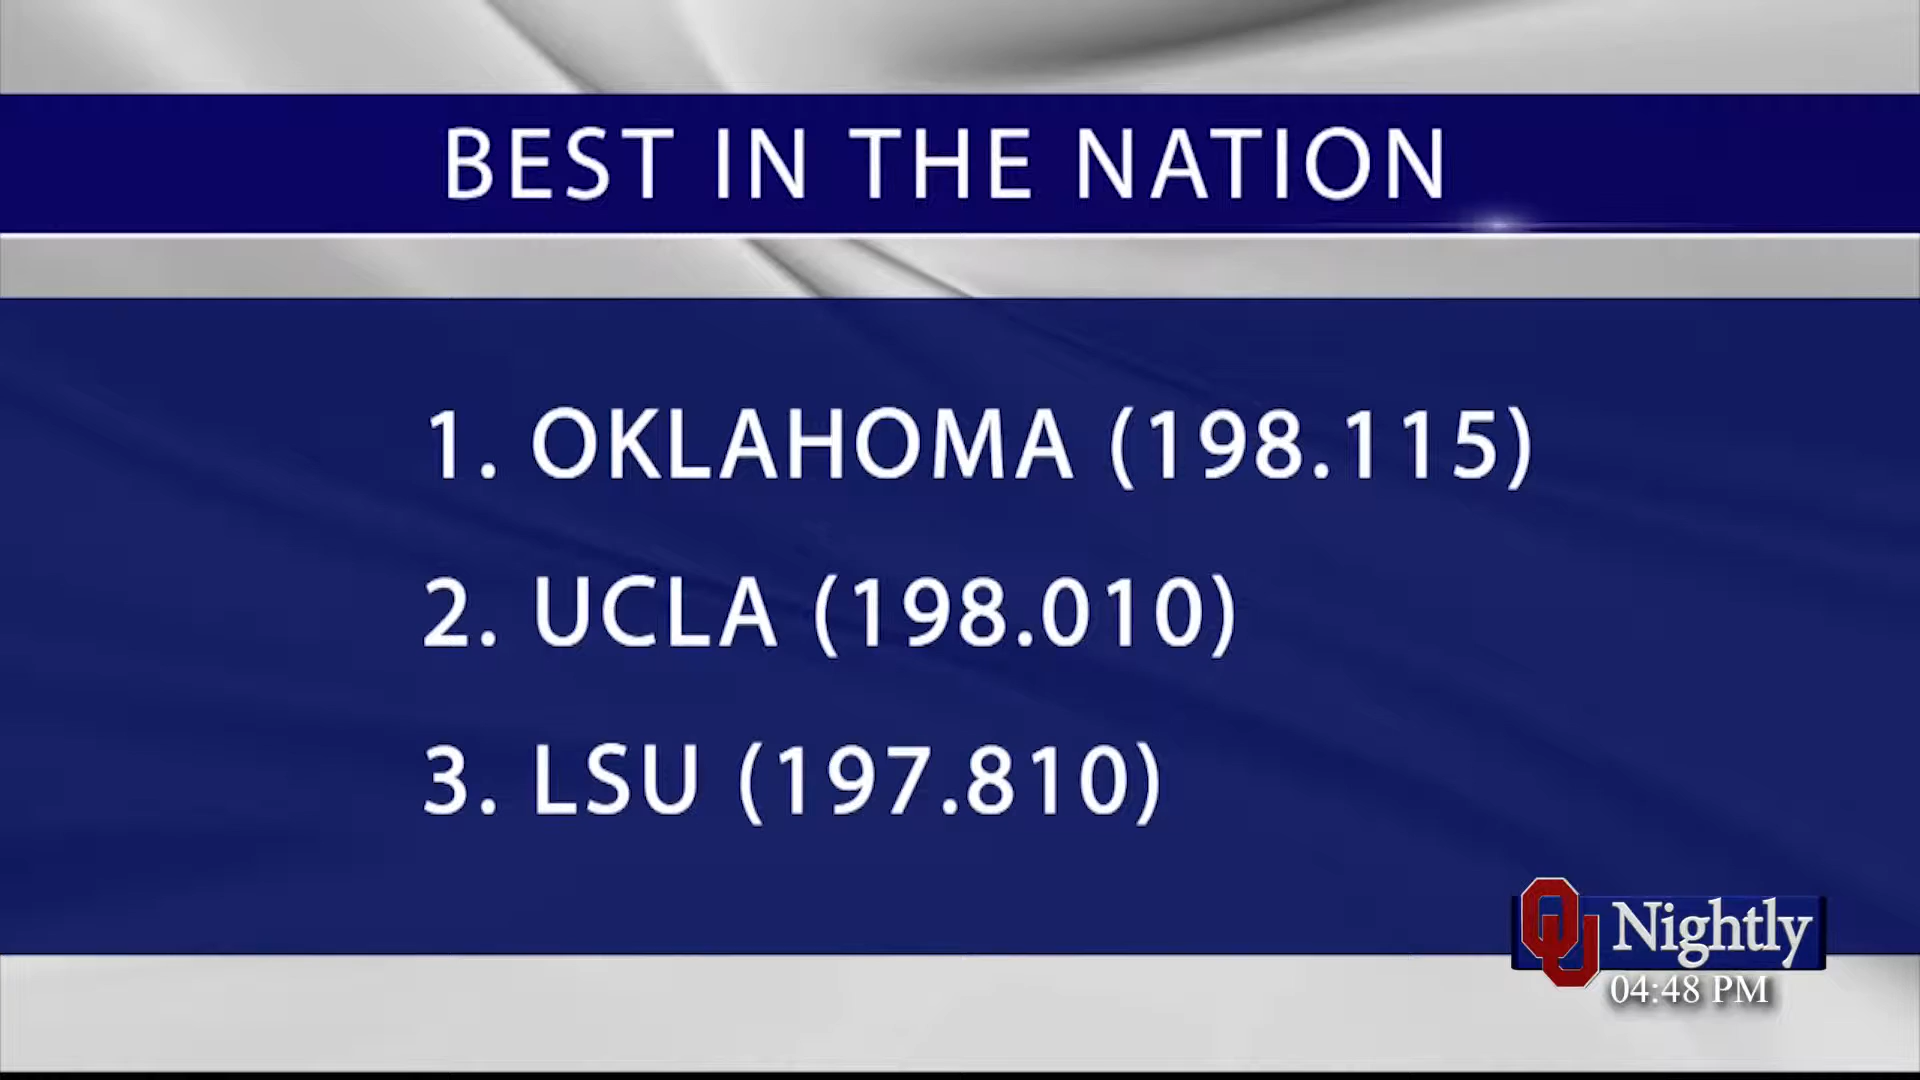 BEST IN THE NATION
1. OKLAHOMA (198.115)
2. UCLA (198.010)
3. LSU (197.810)
OU Nightly
04:48 PM